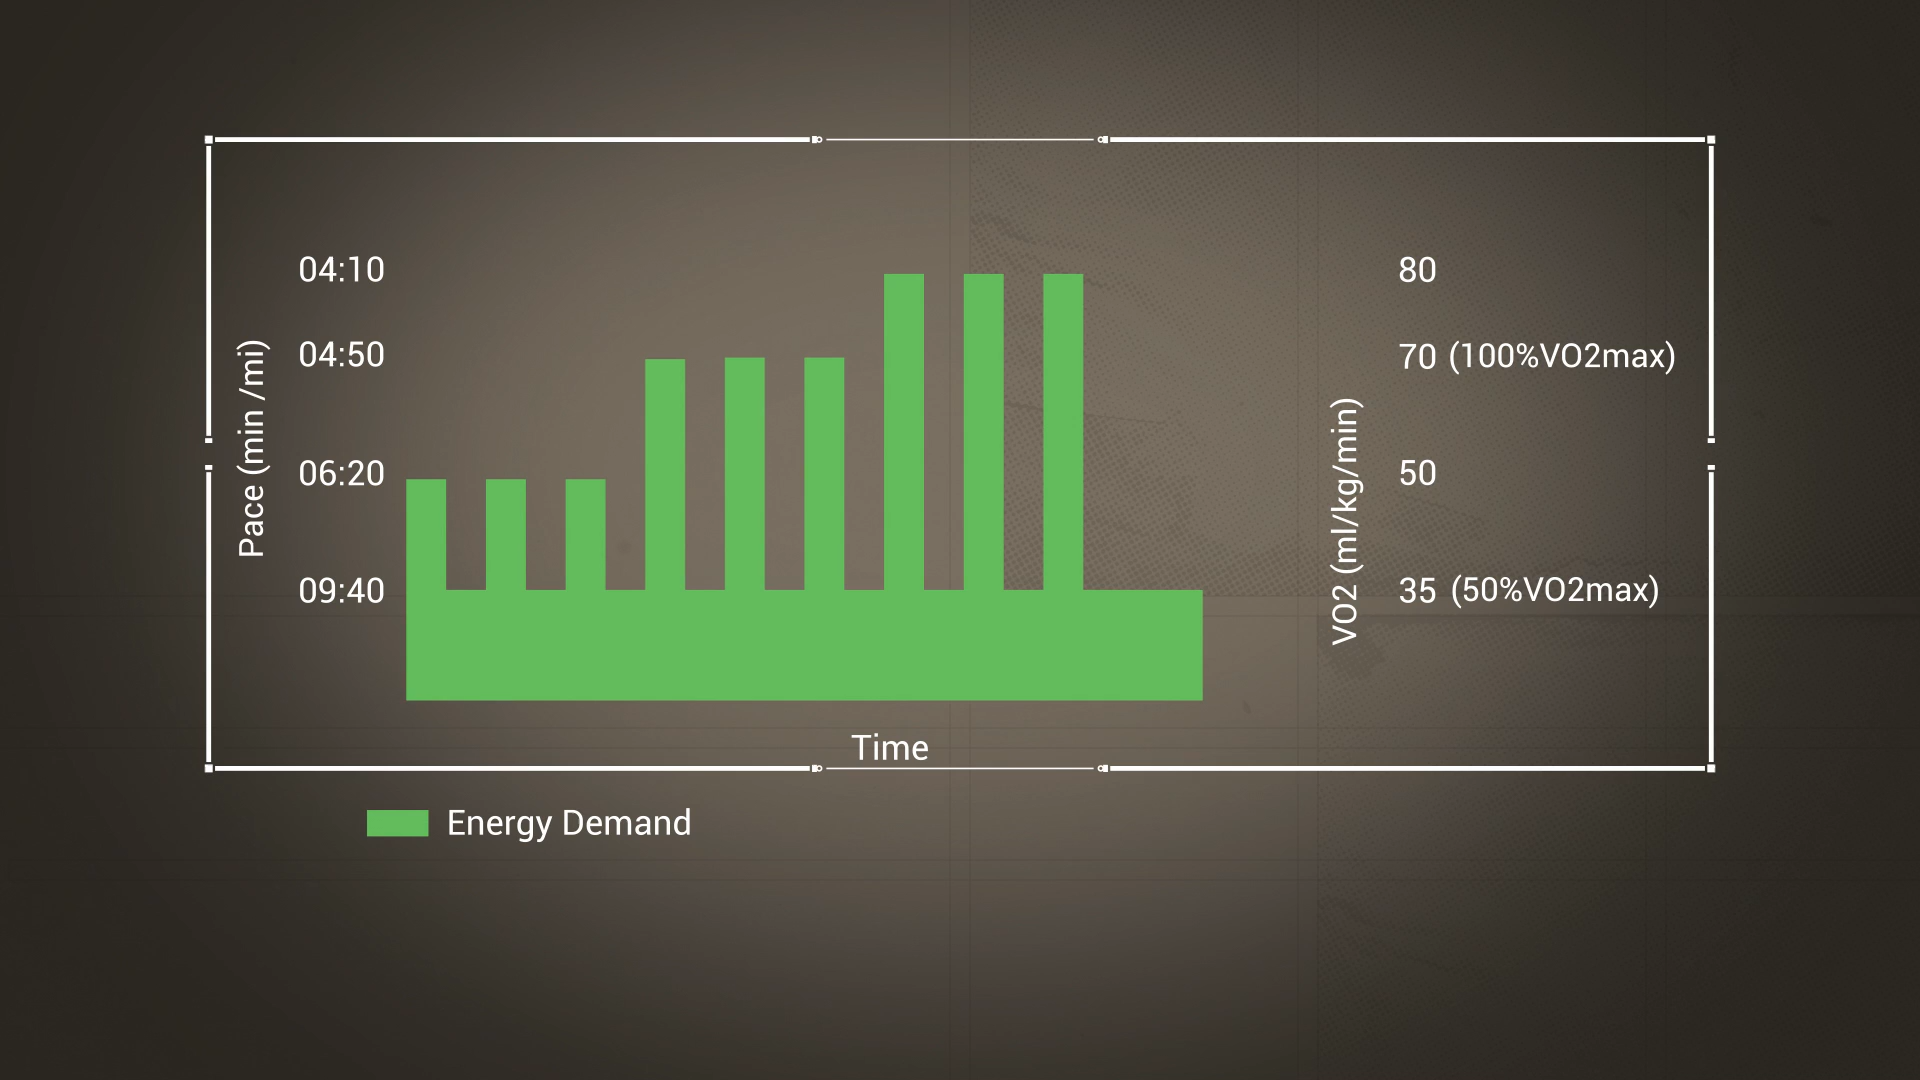 04:10
04:50
06:20
09:40
Pace (min /mi)
80
70 (100%VO2max)
50
35 (50%VO2max)
VO2 (ml/kg/min)
Time
Energy Demand